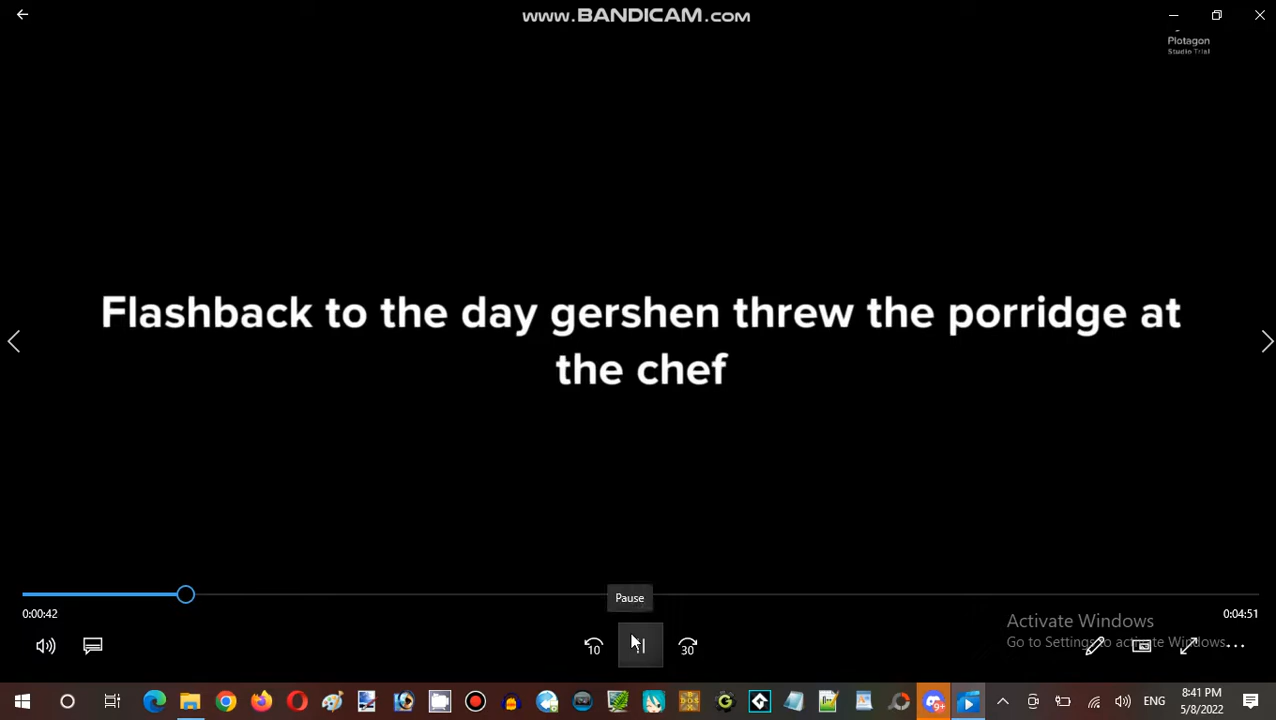 www.BANDICAM.com
Plotagon
Studio Trial
Flashback to the day gershen threw the porridge at
the chef
Pause
0:00:42
0:04:51
Activate Windows
Go to Settings to activate Windows.
10
30
9+
ENG
8:41 PM
5/8/2022